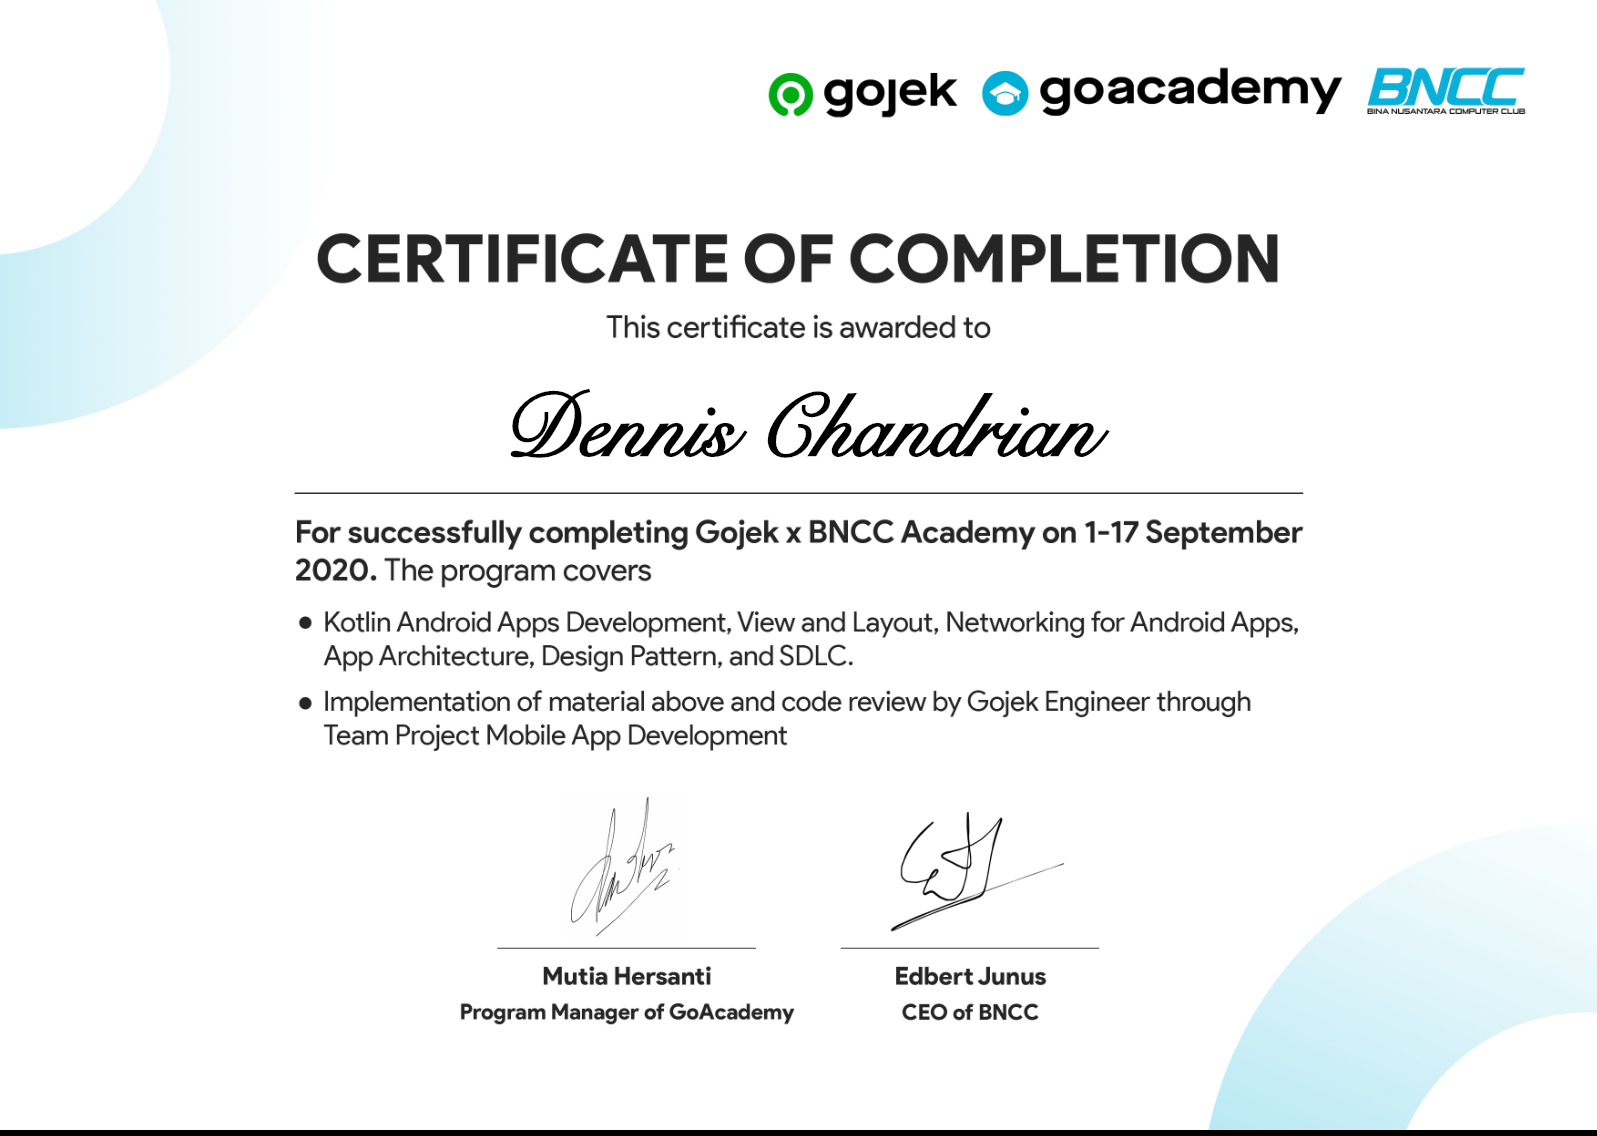 gojek goacademy BNCC
BINA NUSANTARA COMPUTER CLUB
CERTIFICATE OF COMPLETION
This certificate is awarded to
Dennis Chandrian
For successfully completing Gojek x BNCC Academy on 1-17 September
2020. The program covers
• Kotlin Android Apps Development, View and Layout, Networking for Android Apps,
App Architecture, Design Pattern, and SDLC.
• Implementation of material above and code review by Gojek Engineer through
Team Project Mobile App Development
Mutia Hersanti
Program Manager of GoAcademy
Edbert Junus
CEO of BNCC